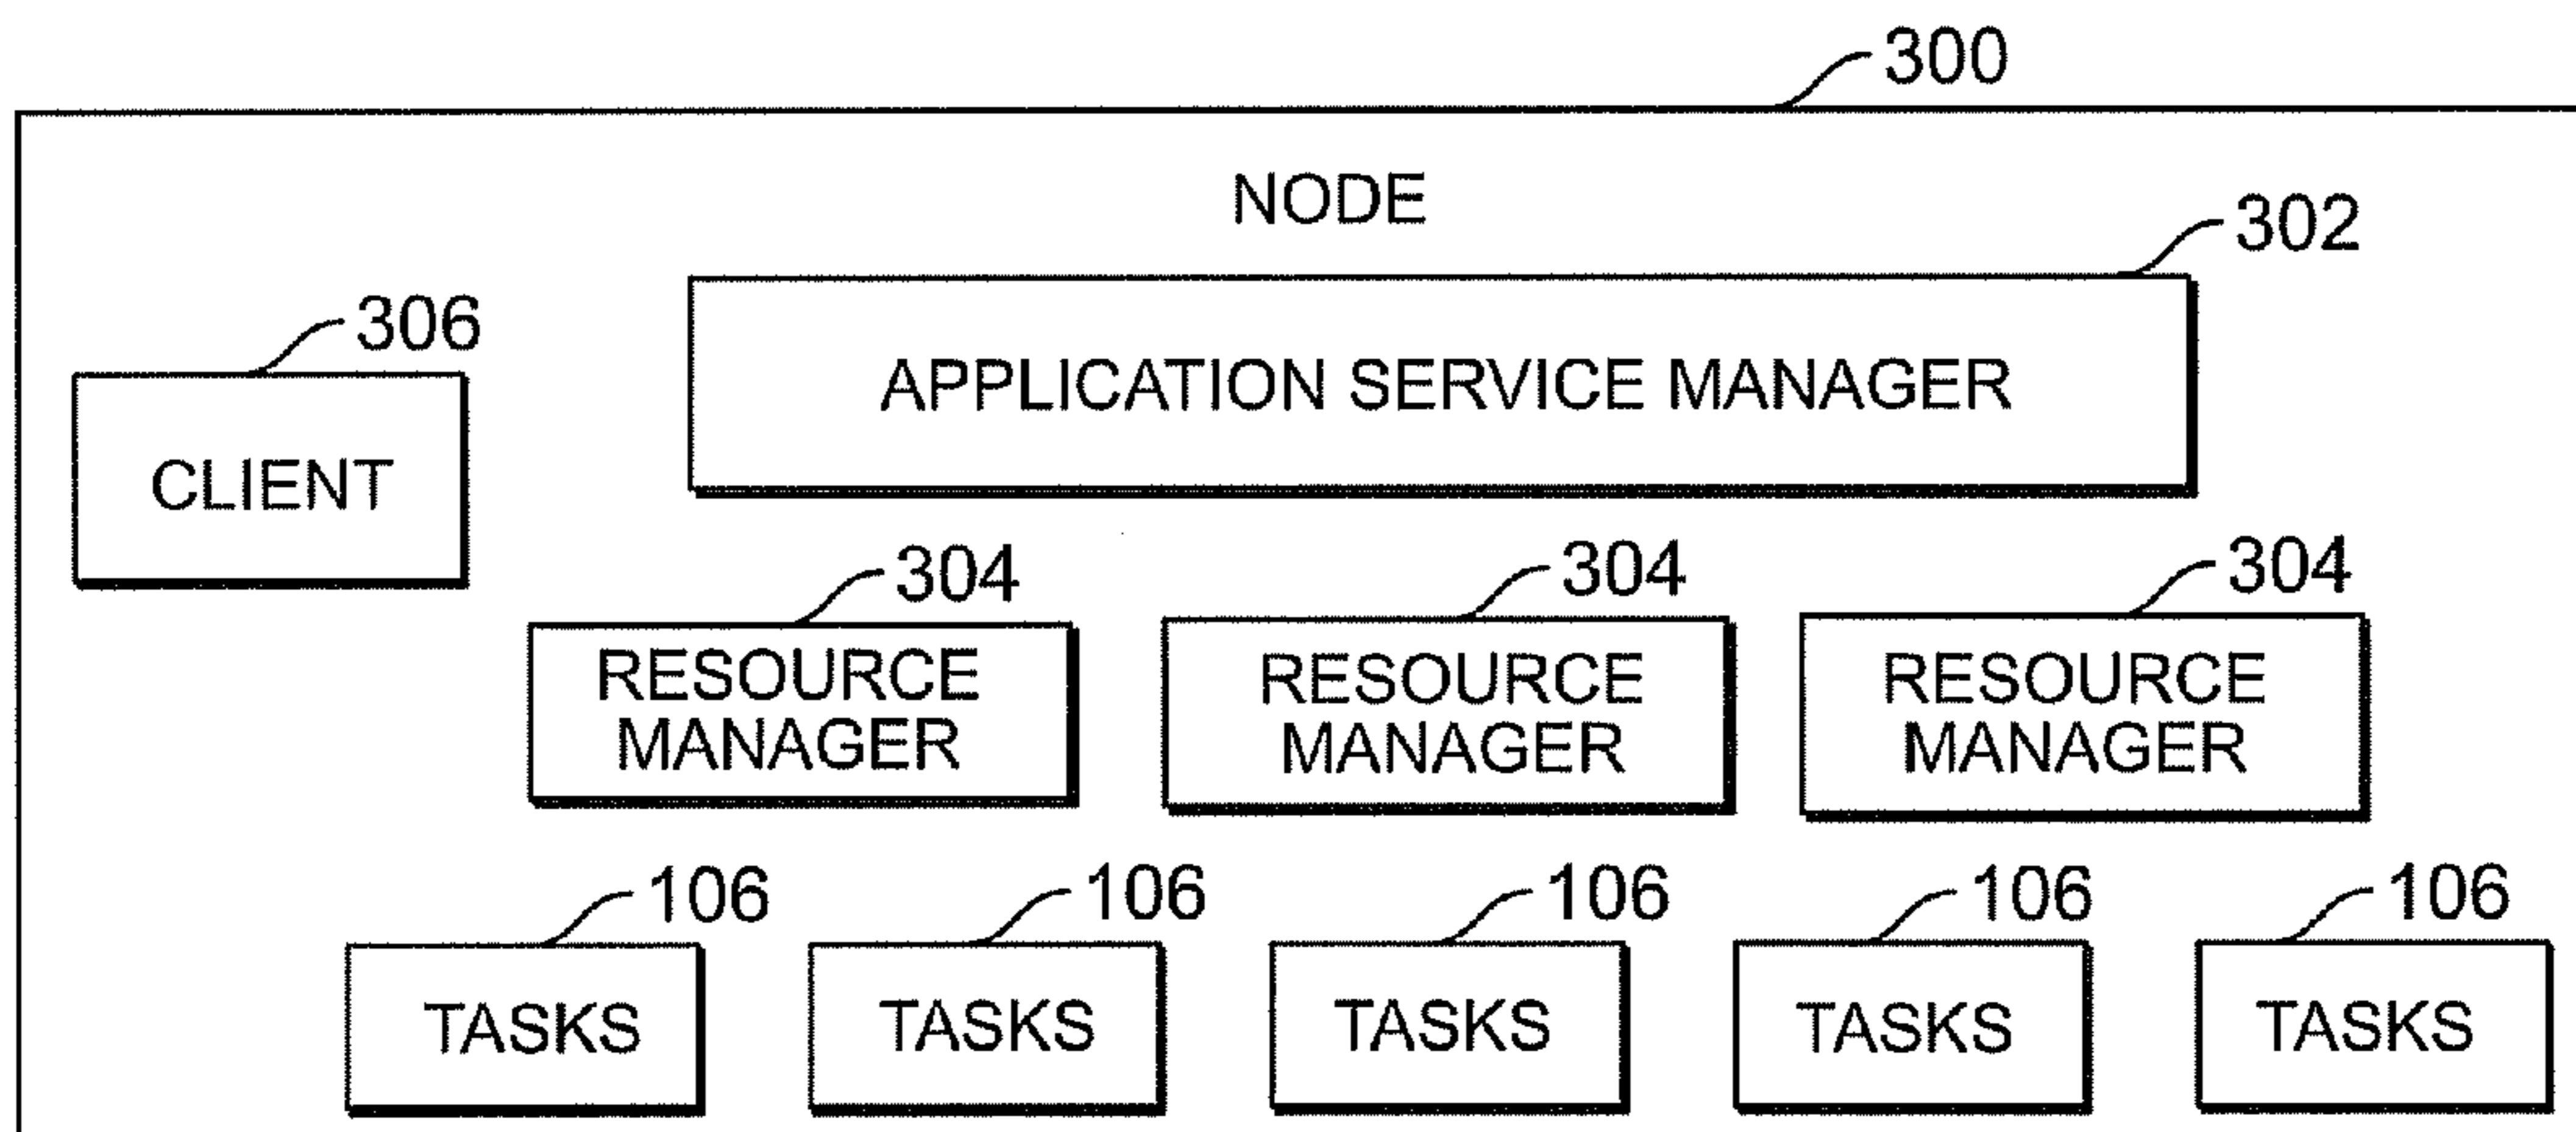 300
NODE
302
306
APPLICATION SERVICE MANAGER
CLIENT
304 304 304
RESOURCE RESOURCE RESOURCE
MANAGER MANAGER MANAGER
106 106 106 106 106
TASKS TASKS TASKS TASKS TASKS